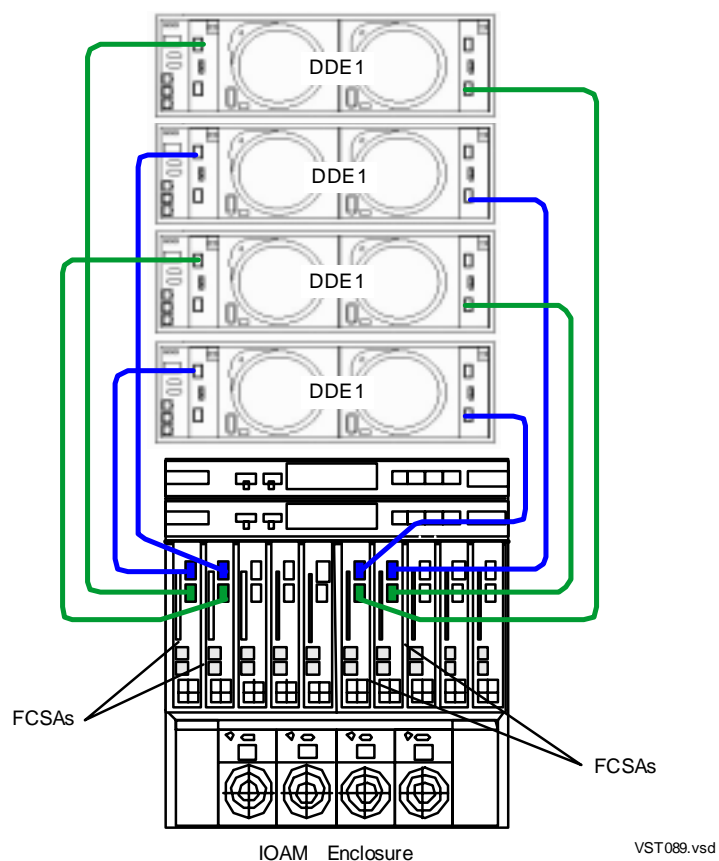 DDE1
DDE1
DDE1
DDE1
FCSAs
FCSAs
IOAM Enclosure
VST089.vsd